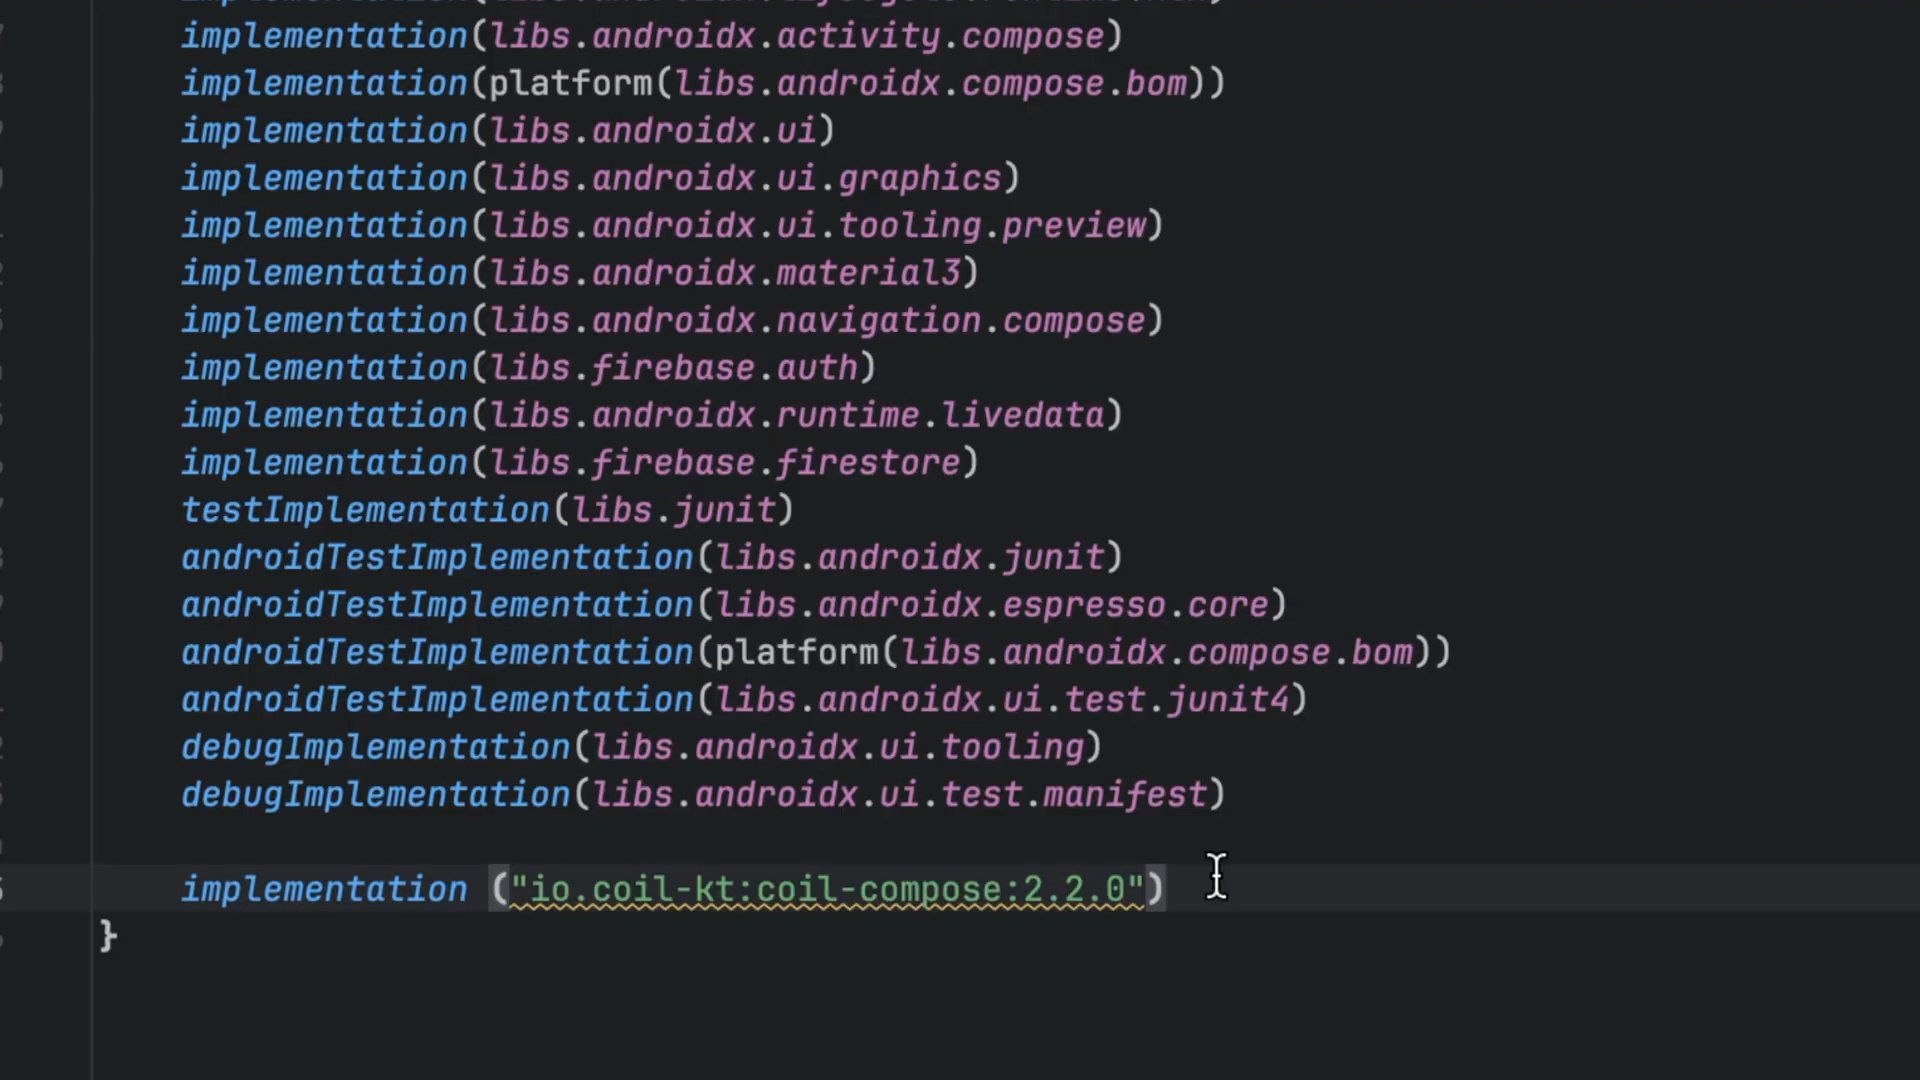 implementation(libs.androidx.activity.compose)
implementation(platform(libs.androidx.compose.bom))
implementation(libs.androidx.ui)
implementation(libs.androidx.ui.graphics)
implementation(libs.androidx.ui.tooling.preview)
implementation(libs.androidx.material3)
implementation(libs.androidx.navigation.compose)
implementation(libs.firebase.auth)
implementation(libs.androidx.runtime.livedata)
implementation(libs.firebase.firestore)
testImplementation(libs.junit)
androidTestImplementation(libs.androidx.junit)
androidTestImplementation(libs.androidx.espresso.core)
androidTestImplementation(platform(libs.androidx.compose.bom))
androidTestImplementation(libs.androidx.ui.test.junit4)
debugImplementation(libs.androidx.ui.tooling)
debugImplementation(libs.androidx.ui.test.manifest)
implementation ("io.coil-kt:coil-compose:2.2.0")
}